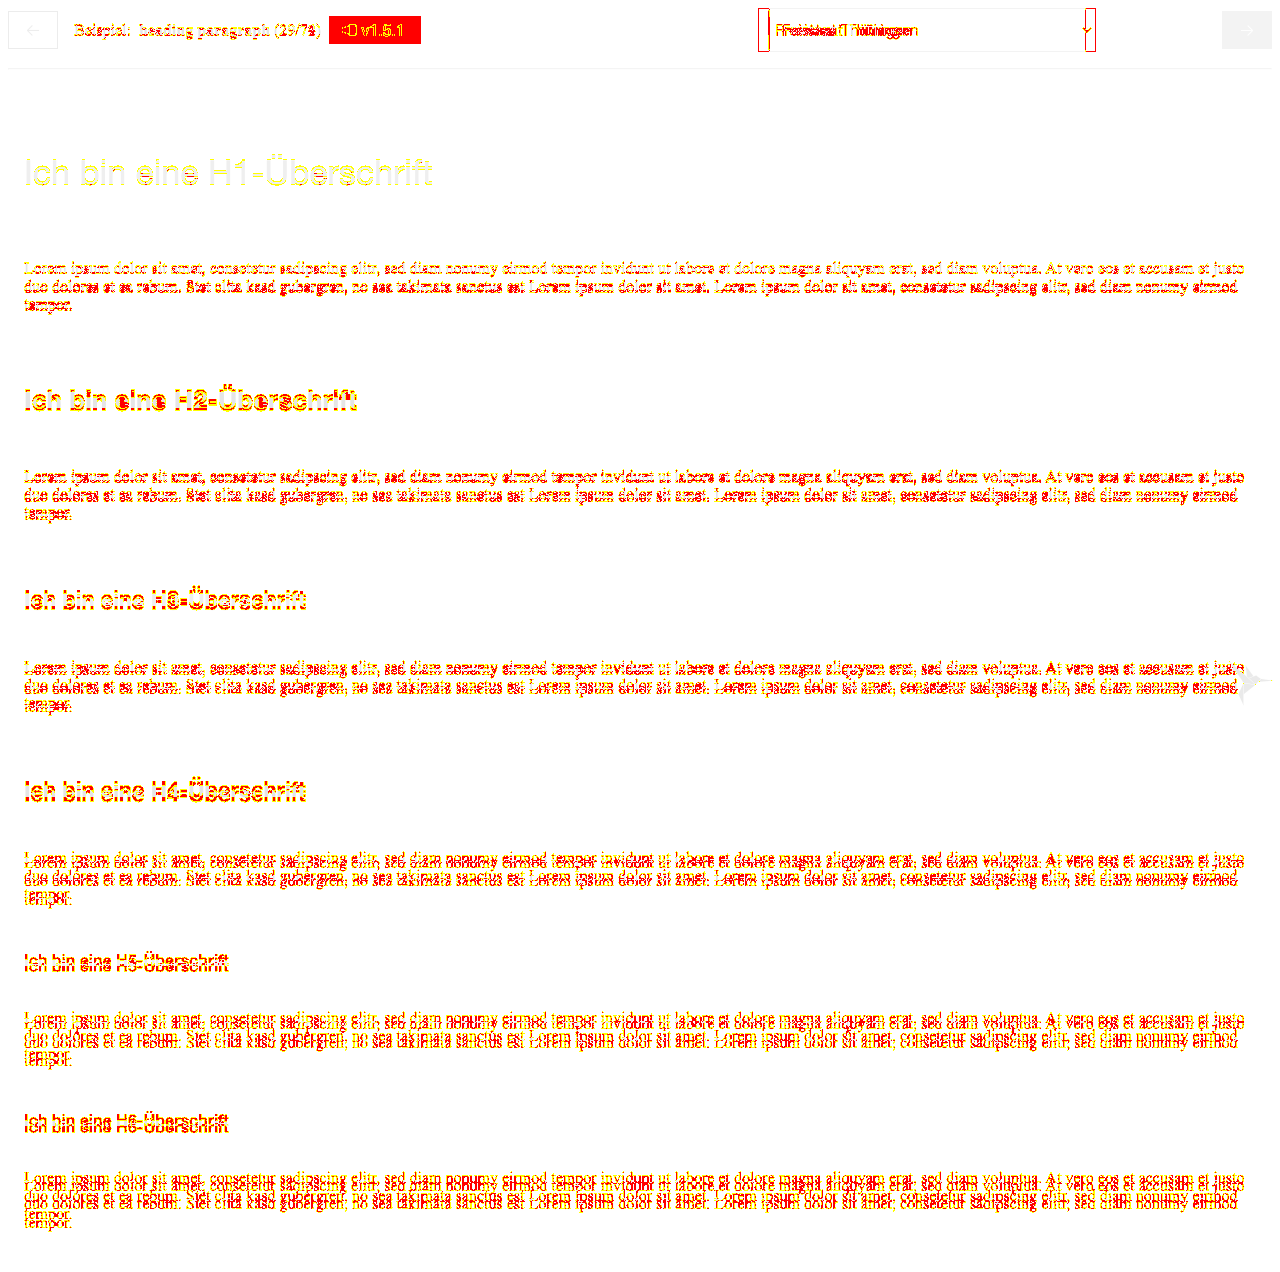 ← Beispiel: heading paragraph →
Ich bin eine H1-Überschrift
Lorem ipsum dolor sit amet, consetetur sadipscing elitr, sed diam nonumy eirmod tempor invidunt ut labore et dolore magna aliquyam erat, sed diam voluptua. At vero eos et accusam et justo
duo dolores et ea rebum. Stet clita kasd gubergren, no sea takimata sanctus est Lorem ipsum dolor sit amet. Lorem ipsum dolor sit amet, consetetur sadipscing elitr, sed diam nonumy eirmod
tempor.
Ich bin eine H2-Überschrift
Lorem ipsum dolor sit amet, consetetur sadipscing elitr, sed diam nonumy eirmod tempor invidunt ut labore et dolore magna aliquyam erat, sed diam voluptua. At vero eos et accusam et justo
duo dolores et ea rebum. Stet clita kasd gubergren, no sea takimata sanctus est Lorem ipsum dolor sit amet. Lorem ipsum dolor sit amet, consetetur sadipscing elitr, sed diam nonumy eirmod
tempor.
Ich bin eine H3-Überschrift
Lorem ipsum dolor sit amet, consetetur sadipscing elitr, sed diam nonumy eirmod tempor invidunt ut labore et dolore magna aliquyam erat, sed diam voluptua. At vero eos et accusam et justo
duo dolores et ea rebum. Stet clita kasd gubergren, no sea takimata sanctus est Lorem ipsum dolor sit amet. Lorem ipsum dolor sit amet, consetetur sadipscing elitr, sed diam nonumy eirmod
tempor.
Ich bin eine H4-Überschrift
Lorem ipsum dolor sit amet, consetetur sadipscing elitr, sed diam nonumy eirmod tempor invidunt ut labore et dolore magna aliquyam erat, sed diam voluptua. At vero eos et accusam et justo
duo dolores et ea rebum. Stet clita kasd gubergren, no sea takimata sanctus est Lorem ipsum dolor sit amet. Lorem ipsum dolor sit amet, consetetur sadipscing elitr, sed diam nonumy eirmod
tempor.
Ich bin eine H5-Überschrift
Lorem ipsum dolor sit amet, consetetur sadipscing elitr, sed diam nonumy eirmod tempor invidunt ut labore et dolore magna aliquyam erat, sed diam voluptua. At vero eos et accusam et justo
duo dolores et ea rebum. Stet clita kasd gubergren, no sea takimata sanctus est Lorem ipsum dolor sit amet. Lorem ipsum dolor sit amet, consetetur sadipscing elitr, sed diam nonumy eirmod
tempor.
Ich bin eine H6-Überschrift
Lorem ipsum dolor sit amet, consetetur sadipscing elitr, sed diam nonumy eirmod tempor invidunt ut labore et dolore magna aliquyam erat, sed diam voluptua. At vero eos et accusam et justo
duo dolores et ea rebum. Stet clita kasd gubergren, no sea takimata sanctus est Lorem ipsum dolor sit amet. Lorem ipsum dolor sit amet, consetetur sadipscing elitr, sed diam nonumy eirmod
tempor.